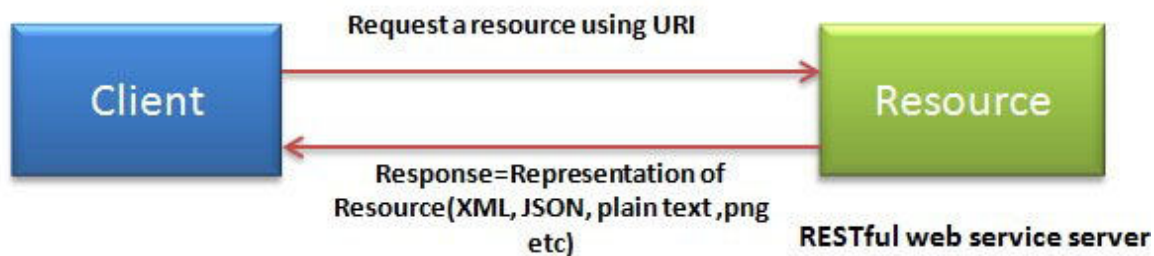 Request a resource using URI
Client
Resource
Response=Representation of
Resource(XML, JSON, plain text ,png
etc)
RESTful web service server